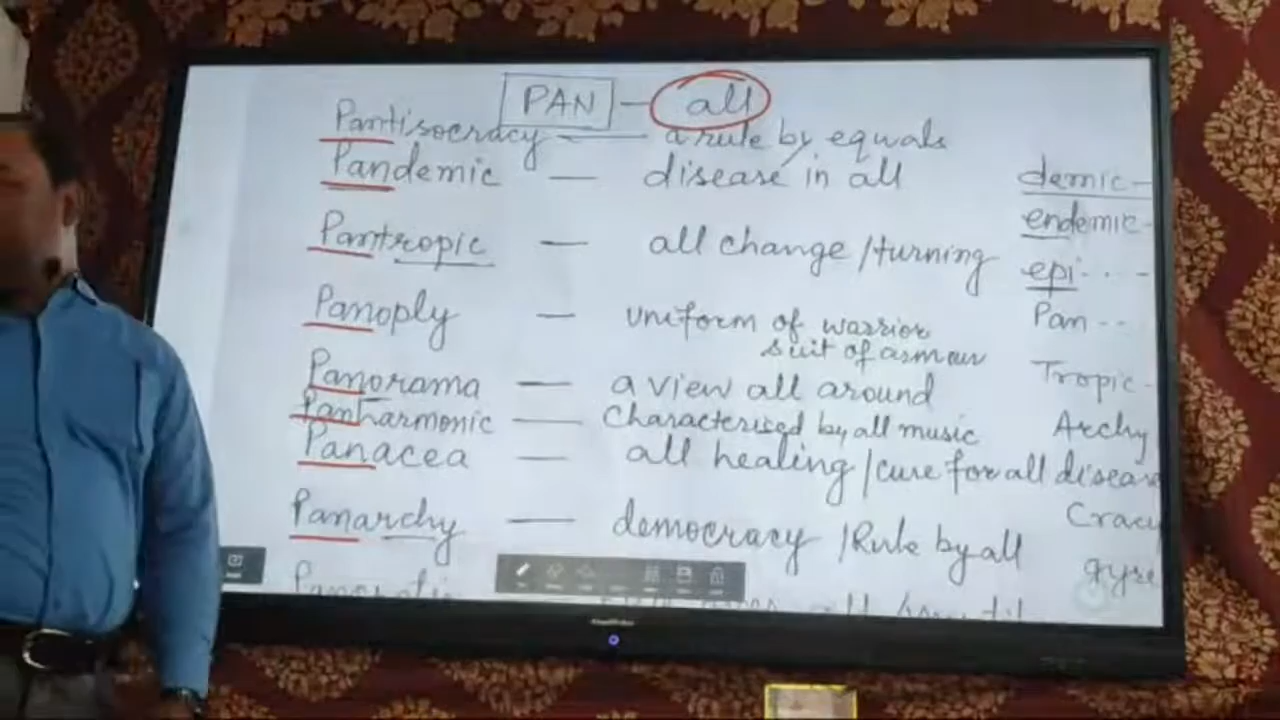 PAN — all
Pantisocracy — a rule by equals
Pandemic — disease in all
demic -
endemic -
Pantropic — all change / turning
epi - - - -
Panoply — uniform of warrior
suit of armour
Pan - -
Panorama — a view all around
Tropic -
Panharmonic — Characterised by all music
Archy
Panacea — all healing / cure for all diseas
Cracy
Panarchy — democracy / Rule by all
gyre